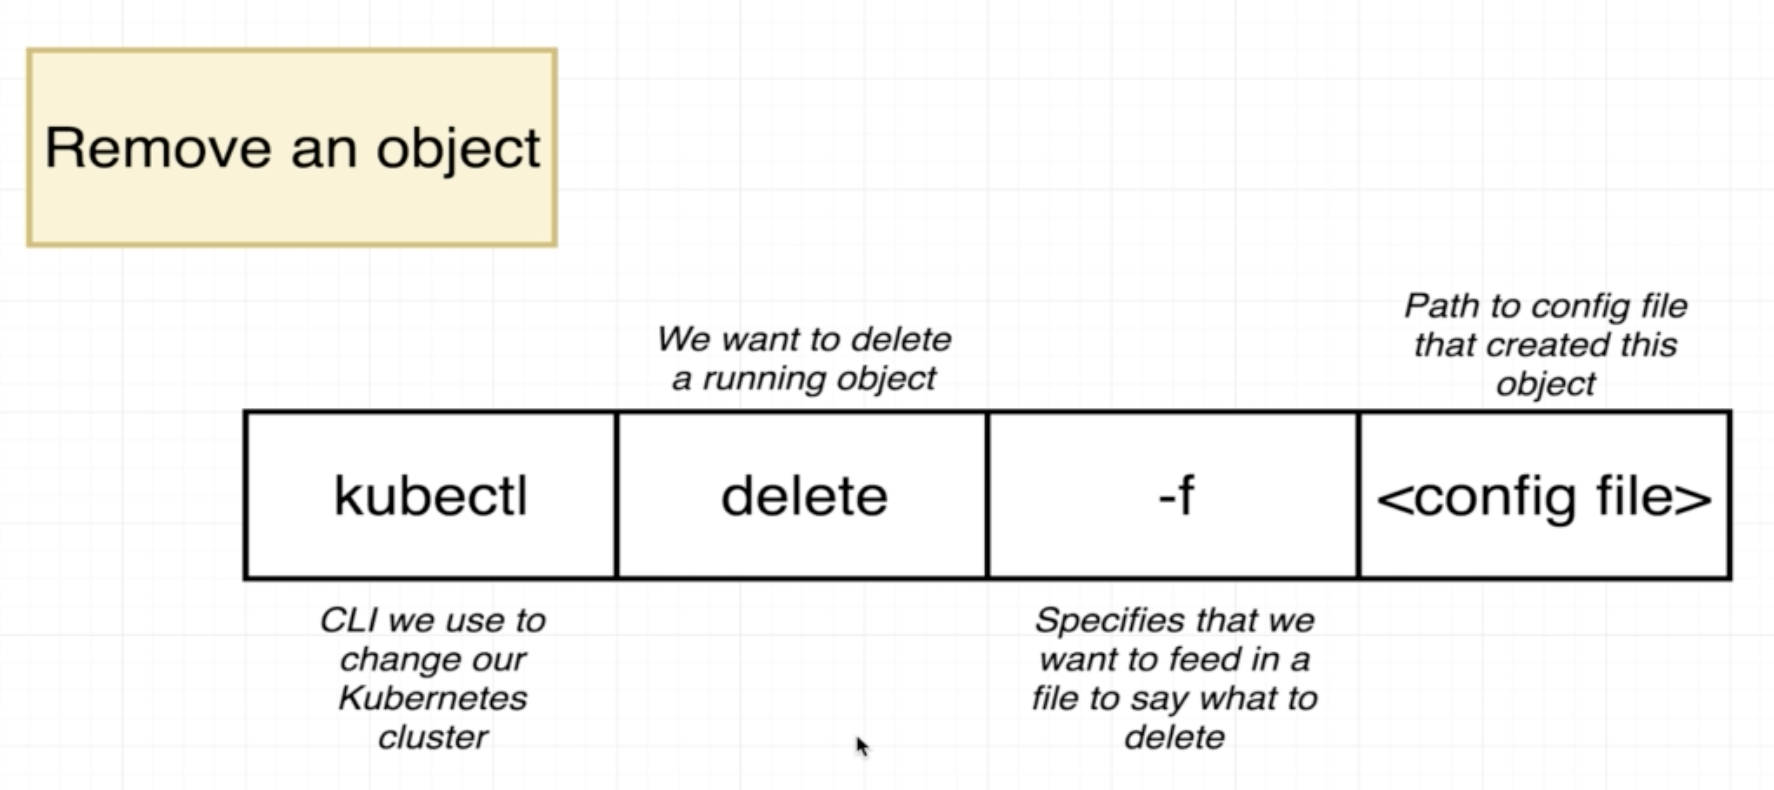 Remove an object
We want to delete
a running object
Path to config file
that created this
object
kubectl
delete
-f
<config file>
CLI we use to
change our
Kubernetes
cluster
Specifies that we
want to feed in a
file to say what to
delete